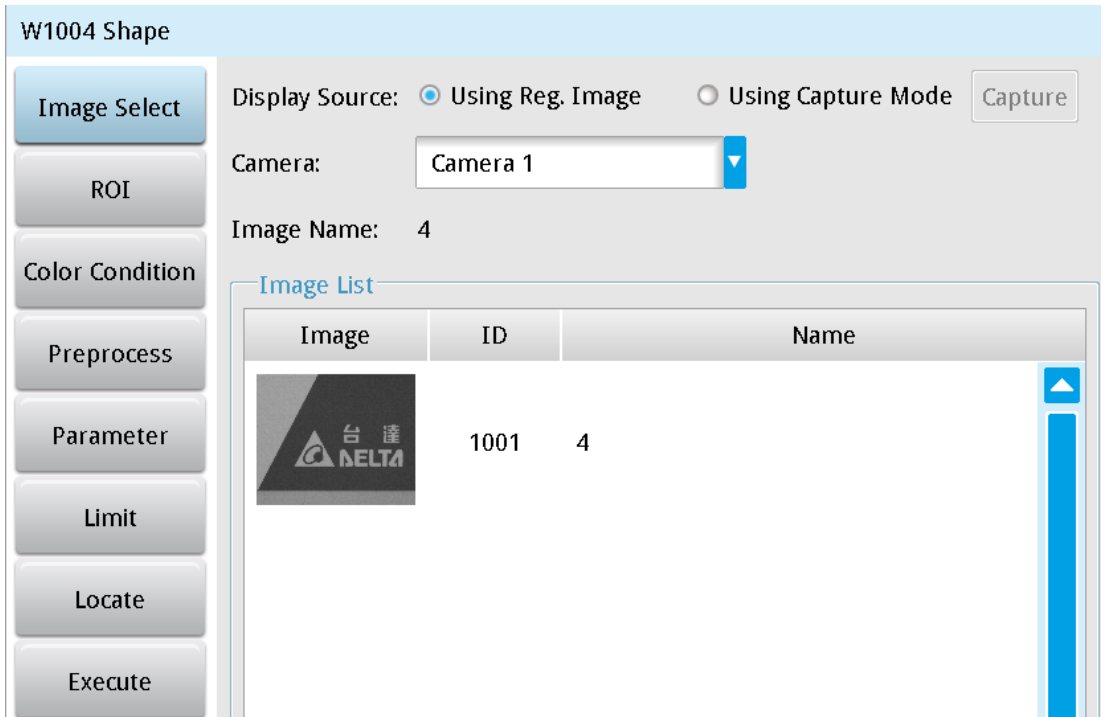 W1004 Shape
Image Select
Display Source: Using Reg. Image Using Capture Mode Capture
ROI
Camera: Camera 1
Image Name: 4
Color Condition
Image List
Image ID Name
Preprocess
Parameter
台達
DELTA
1001 4
Limit
Locate
Execute